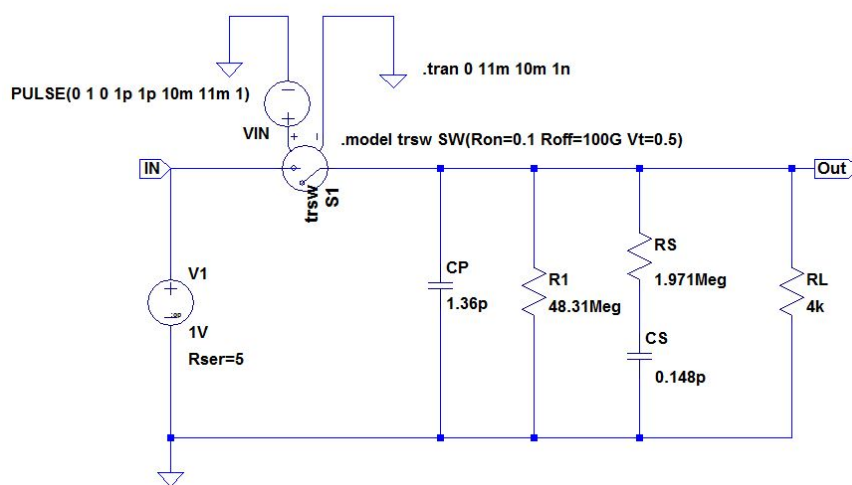 .tran 0 11m 10m 1n
PULSE(0 1 0 1p 1p 10m 11m 1)
VIN
.model trsw SW(Ron=0.1 Roff=100G Vt=0.5)
IN
trsw
S1
Out
V1
1V
Rser=5
CP
1.36p
R1
48.31Meg
RS
1.971Meg
CS
0.148p
RL
4k